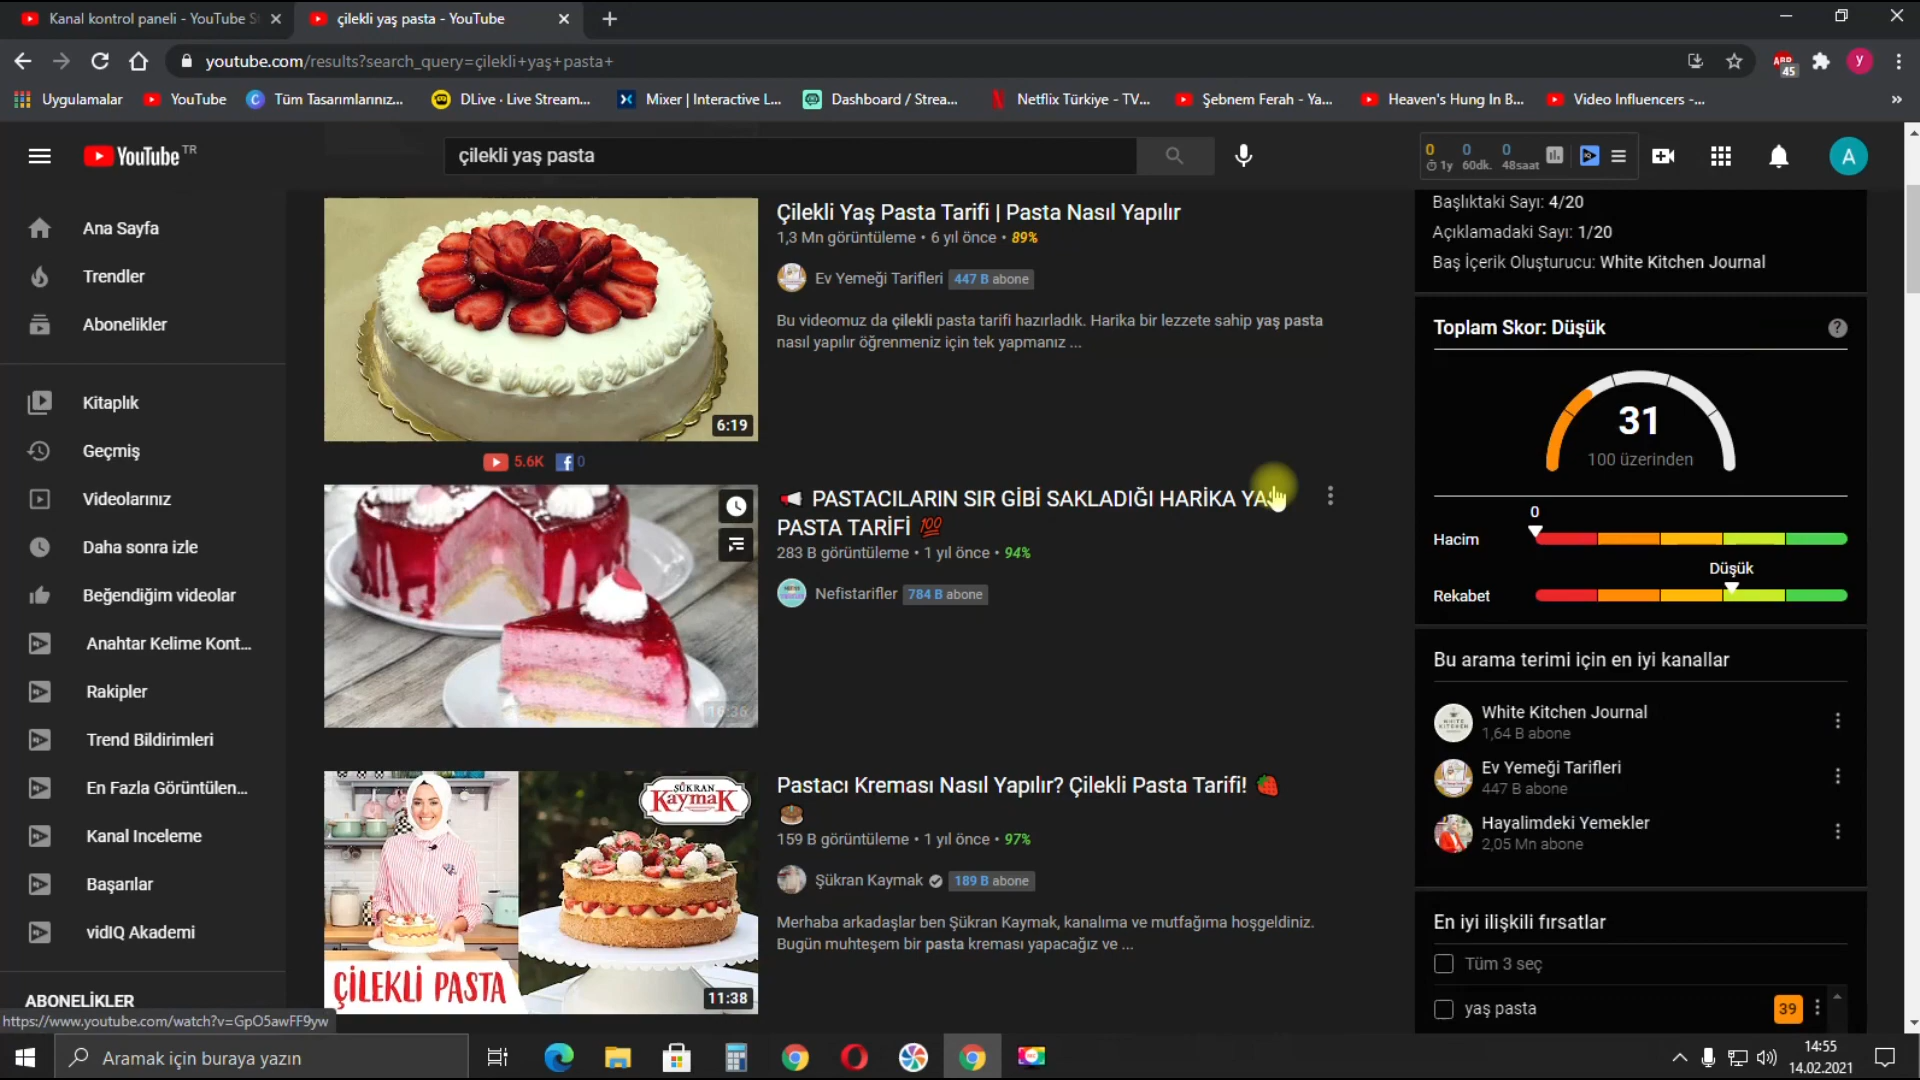 Kanal kontrol paneli - YouTube S
çilekli yaş pasta - YouTube
youtube.com/results?search_query=çilekli+yaş+pasta+
ABP
45
y
Uygulamalar
YouTube
Tüm Tasarımlarınız...
DLive · Live Stream...
Mixer | Interactive L...
Dashboard / Strea...
Netflix Türkiye - TV...
Şebnem Ferah - Ya...
Heaven's Hung In B...
Video Influencers -...
»
YouTube TR
çilekli yaş pasta
0 0 0
1y 60dk. 48saat
A
Ana Sayfa
Trendler
Abonelikler
Kitaplık
Geçmiş
Videolarınız
Daha sonra izle
Beğendiğim videolar
Anahtar Kelime Kont...
Rakipler
Trend Bildirimleri
En Fazla Görüntülen...
Kanal İnceleme
Başarılar
vidIQ Akademi
ABONELİKLER
https://www.youtube.com/watch?v=GpO5awFF9yw
6:19
Çilekli Yaş Pasta Tarifi | Pasta Nasıl Yapılır
1,3 Mn görüntüleme • 6 yıl önce • 89%
Ev Yemeği Tarifleri 447 B abone
Bu videomuz da çilekli pasta tarifi hazırladık. Harika bir lezzete sahip yaş pasta
nasıl yapılır öğrenmeniz için tek yapmanız ...
5.6K 0
16:36
PASTACILARIN SIR GİBİ SAKLADIĞI HARİKA YAŞ
PASTA TARİFİ 💯
283 B görüntüleme • 1 yıl önce • 94%
Nefistarifler 784 B abone
ŞÜKRAN
KaymaK
ÇİLEKLİ PASTA
11:38
Pastacı Kreması Nasıl Yapılır? Çilekli Pasta Tarifi! 🍓
159 B görüntüleme • 1 yıl önce • 97%
Şükran Kaymak 189 B abone
Merhaba arkadaşlar ben Şükran Kaymak, kanalıma ve mutfağıma hoşgeldiniz.
Bugün muhteşem bir pasta kreması yapacağız ve ...
Başlıktaki Sayı: 4/20
Açıklamadaki Sayı: 1/20
Baş İçerik Oluşturucu: White Kitchen Journal
Toplam Skor: Düşük
?
31
100 üzerinden
0
Hacim
Düşük
Rekabet
Bu arama terimi için en iyi kanallar
White Kitchen Journal
1,64 B abone
Ev Yemeği Tarifleri
447 B abone
Hayalimdeki Yemekler
2,05 Mn abone
En iyi ilişkili fırsatlar
Tüm 3 seç
yaş pasta 39
Aramak için buraya yazın
14:55
14.02.2021